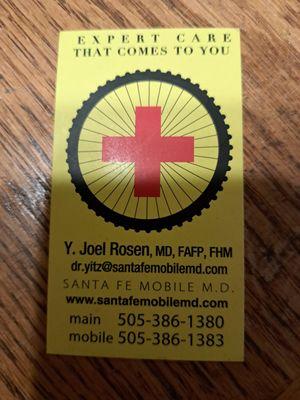 EXPERT CARE
THAT COMES TO YOU
Y. Joel Rosen, MD, FAFP, FHM
dr.yitz@santafemobilemd.com
SANTA FE MOBILE M.D.
www.santafemobilemd.com
main 505-386-1380
mobile 505-386-1383